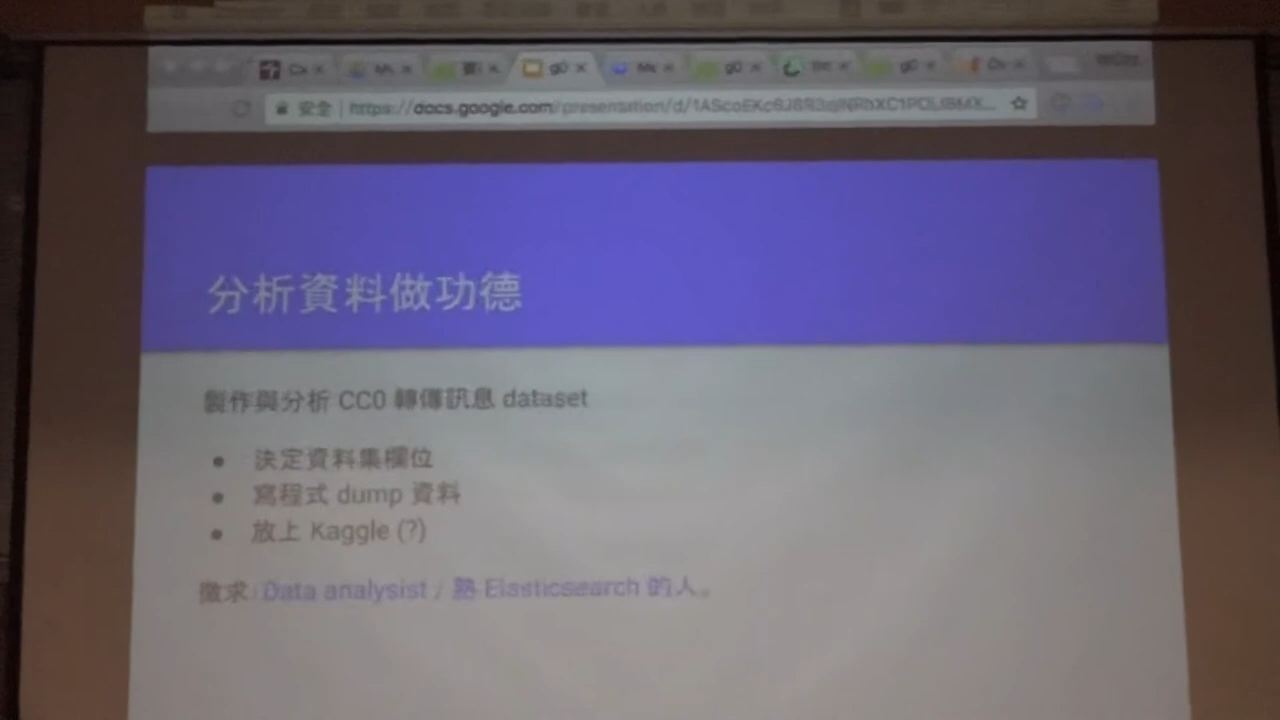 安全 https://docs.google.com/presentation/d/
分析資料做功德
製作與分析 CC0 轉傳訊息 dataset
決定資料集欄位
寫程式 dump 資料
放上 Kaggle (?)
徵求: Data analysist / 熟 Elasticsearch 的人。